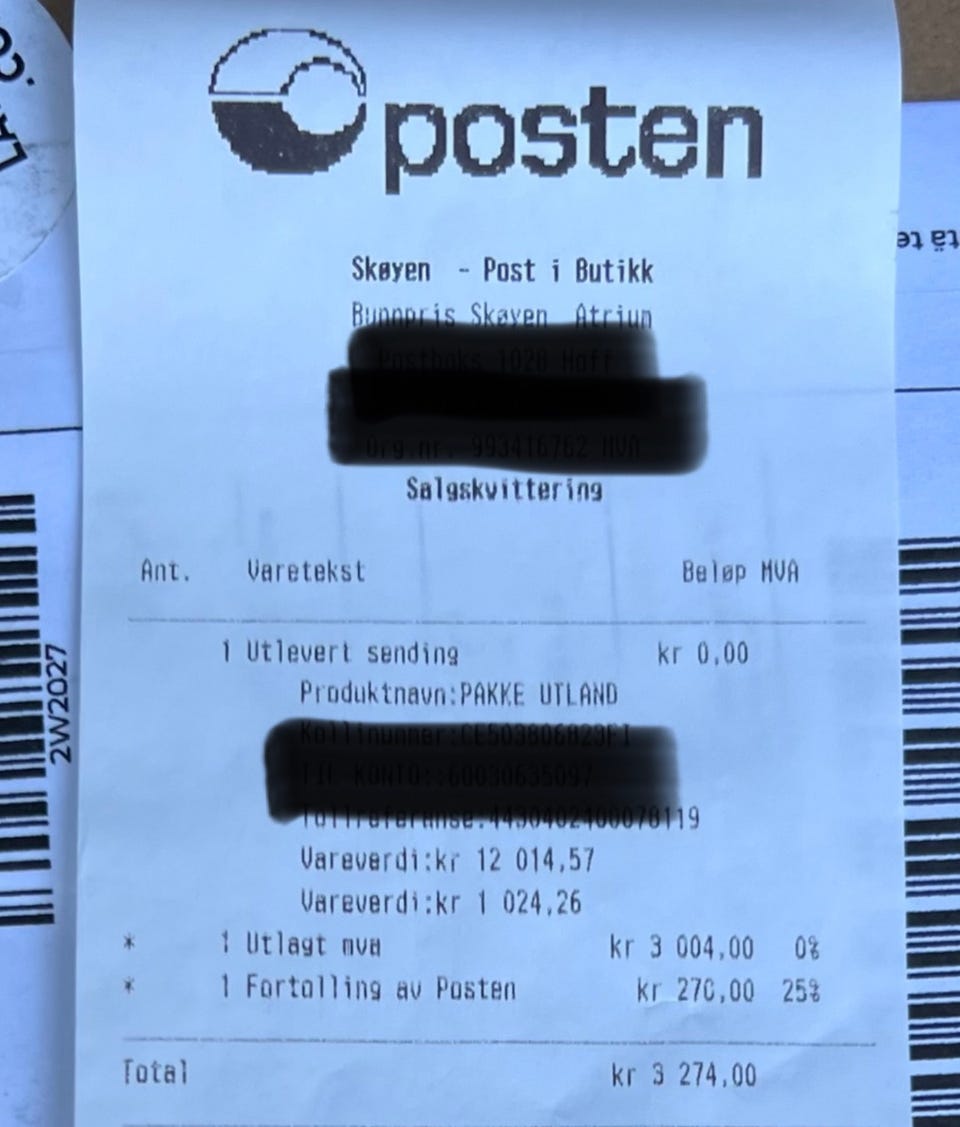 posten
Skøyen - Post i Butikk
Bunnpris Skøyen Atrium
Salgskvittering
Ant. Varetekst Beløp MVA
1 Utlevert sending kr 0,00
Produktnavn:PAKKE UTLAND
Vareverdi:kr 12 014,57
Vareverdi:kr 1 024,26
* 1 Utlagt mva kr 3 004,00 0%
* 1 Fortolling av Posten kr 270,00 25%
Total kr 3 274,00
2W2027